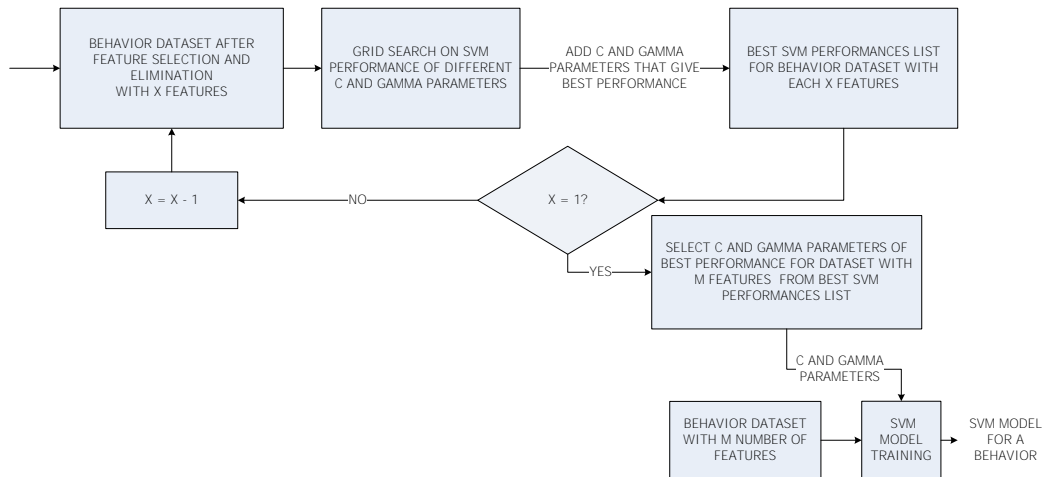 BEHAVIOR DATASET AFTER
FEATURE SELECTION AND
ELIMINATION
WITH X FEATURES
GRID SEARCH ON SVM
PERFORMANCE OF DIFFERENT
C AND GAMMA PARAMETERS
ADD C AND GAMMA
PARAMETERS THAT GIVE
BEST PERFORMANCE
BEST SVM PERFORMANCES LIST
FOR BEHAVIOR DATASET WITH
EACH X FEATURES
X = X - 1
NO
X = 1?
YES
SELECT C AND GAMMA PARAMETERS OF
BEST PERFORMANCE FOR DATASET WITH
M FEATURES FROM BEST SVM
PERFORMANCES LIST
C AND GAMMA
PARAMETERS
BEHAVIOR DATASET
WITH M NUMBER OF
FEATURES
SVM
MODEL
TRAINING
SVM MODEL
FOR A
BEHAVIOR